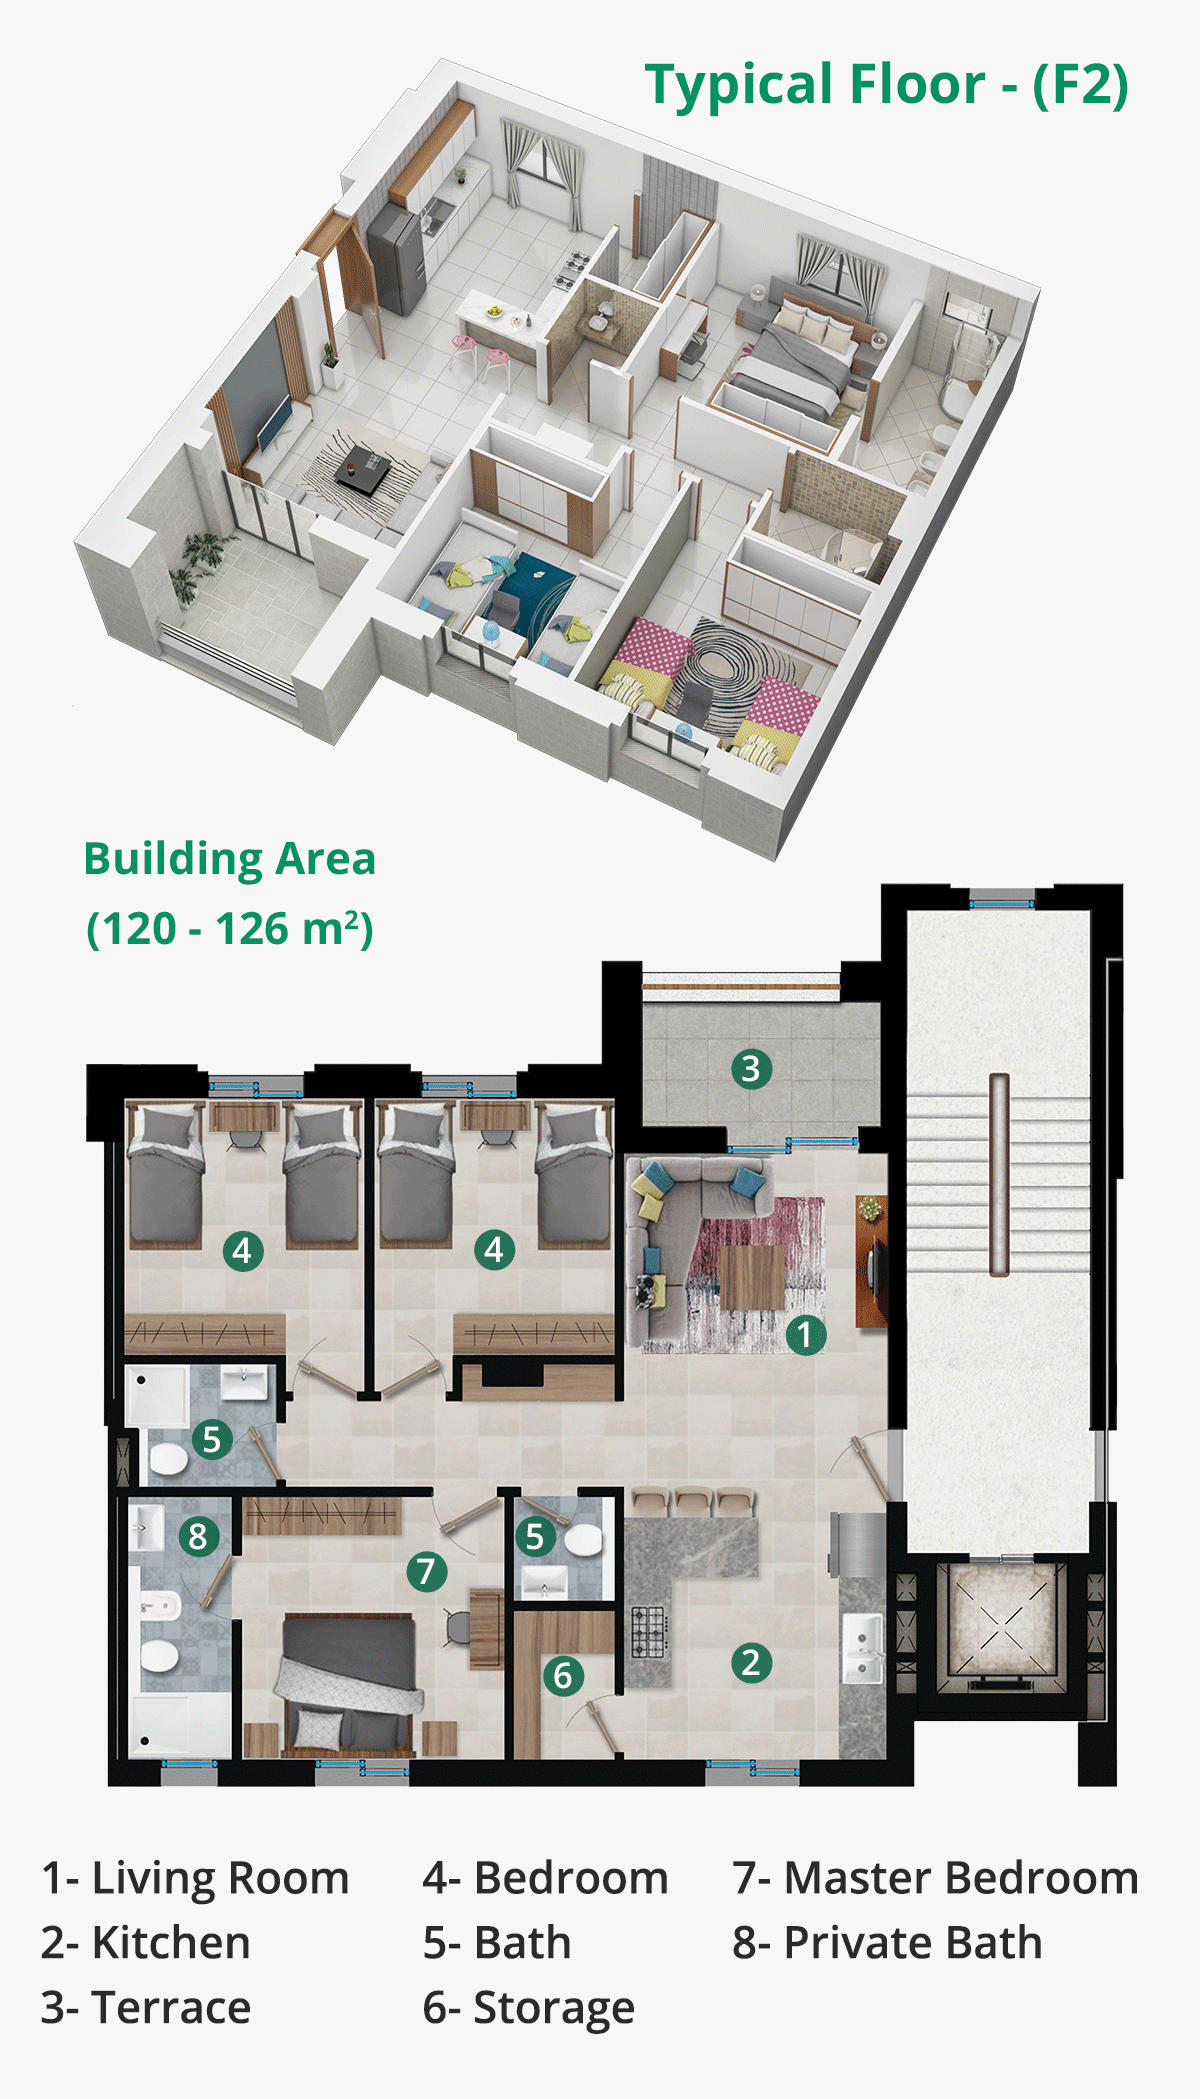 Typical Floor - (F2)
Building Area
(120 - 126 m²)
3
4
4
1
5
8
7
5
6
2
1- Living Room
2- Kitchen
3- Terrace
4- Bedroom
5- Bath
6- Storage
7- Master Bedroom
8- Private Bath